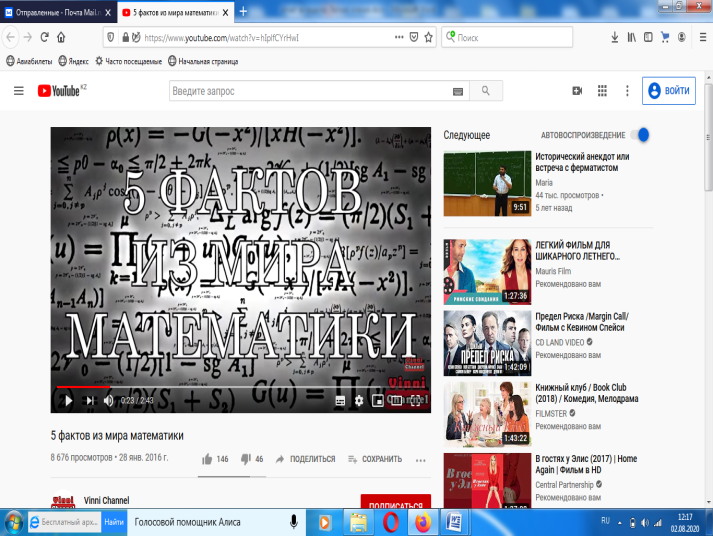 Отправленные - Почта Mail.ru
5 фактов из мира математики
https://www.youtube.com/watch?v=hIpIfCYrHwI
Поиск
Авиабилеты
Яндекс
Часто посещаемые
Начальная страница
YouTube KZ
Введите запрос
ВОЙТИ
5 ФАКТОВ
ИЗ МИРА
МАТЕМАТИКИ
Vinni
Channel
0:23 / 2:43
5 фактов из мира математики
8 676 просмотров • 28 янв. 2016 г.
146
46
ПОДЕЛИТЬСЯ
СОХРАНИТЬ
Vinni
Vinni Channel
ПОДПИСАТЬСЯ
Следующее
АВТОВОСПРОИЗВЕДЕНИЕ
9:51
Исторический анекдот или
встреча с ферматистом
Maria
44 тыс. просмотров •
5 лет назад
РИМСКИЕ СВИДАНИЯ
1:27:36
ЛЕГКИЙ ФИЛЬМ ДЛЯ
ШИКАРНОГО ЛЕТНЕГО...
Mauris Film
Рекомендовано вам
ПРЕДЕЛ РИСКА
1:42:09
Предел Риска /Margin Call/
Фильм с Кевином Спейси
CD LAND VIDEO
Рекомендовано вам
1:43:22
Книжный клуб / Book Club
(2018) / Комедия, Мелодрама
FILMSTER
Рекомендовано вам
В гостях у Элис (2017) | Home
Again | Фильм в HD
Central Partnership
Рекомендовано вам
Бесплатный арх...
Найти
Голосовой помощник Алиса
RU
12:17
02.08.2020